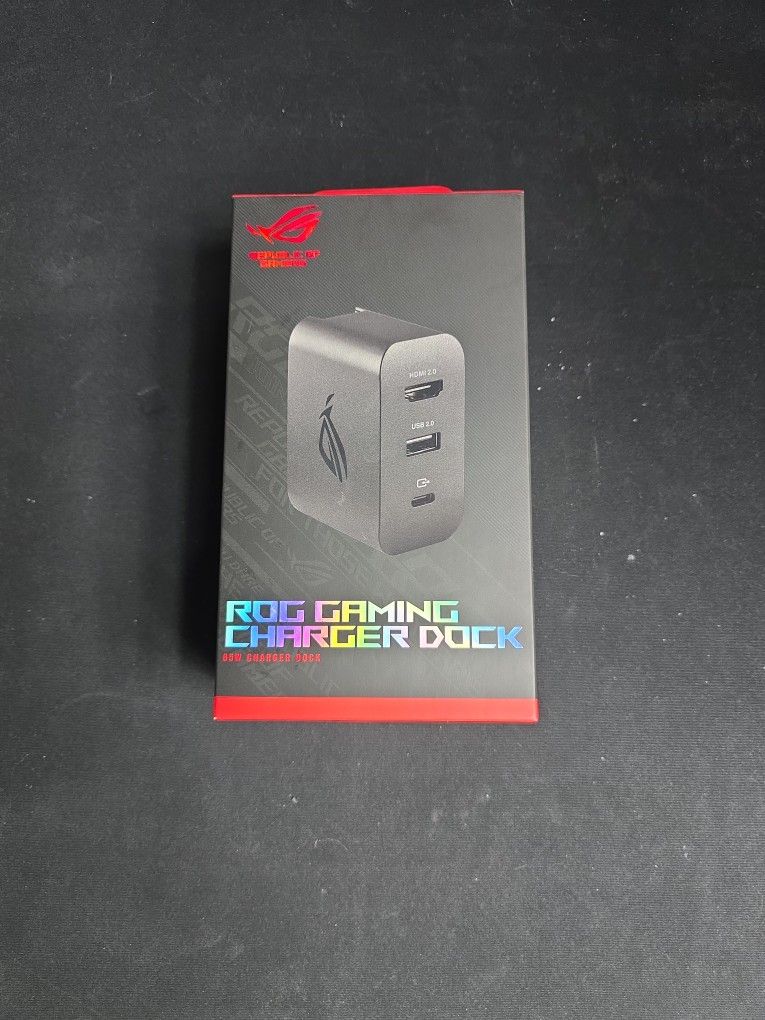 REPUBLIC OF
GAMERS
HDMI 2.0
USB 2.0
ROG GAMING
CHARGER DOCK
65W CHARGER DOCK